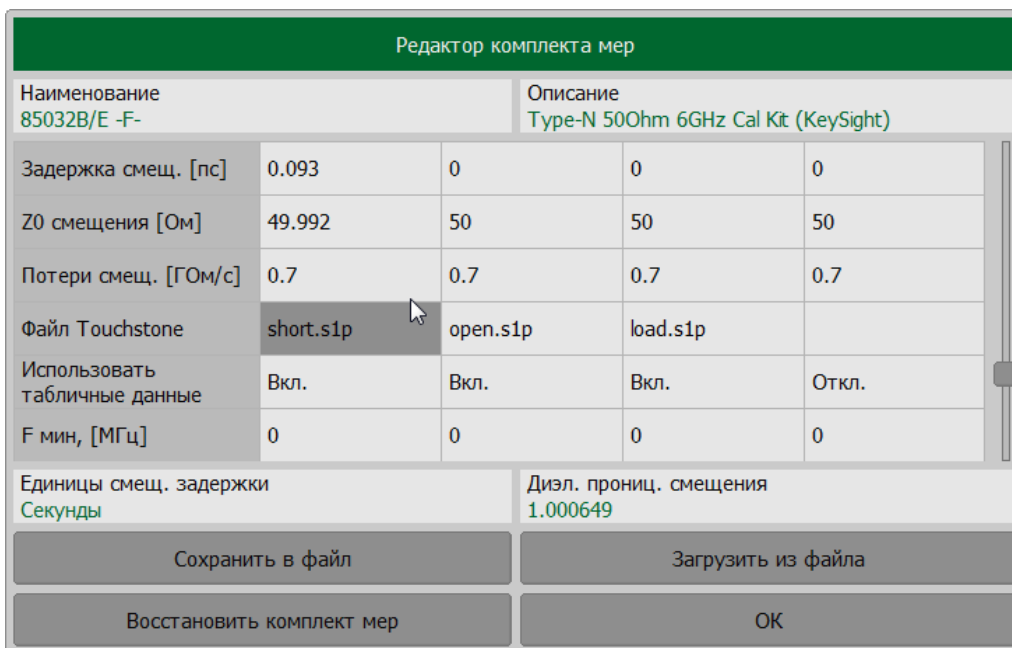 Редактор комплекта мер
Наименование Описание
85032B/E -F- Type-N 50Ohm 6GHz Cal Kit (KeySight)
Задержка смещ. [пс] 0.093 0 0 0
Z0 смещения [Ом] 49.992 50 50 50
Потери смещ. [ГОм/с] 0.7 0.7 0.7 0.7
Файл Touchstone short.s1p open.s1p load.s1p
Использовать
табличные данные Вкл. Вкл. Вкл. Откл.
F мин, [МГц] 0 0 0 0
Единицы смещ. задержки Диэл. прониц. смещения
Секунды 1.000649
Сохранить в файл Загрузить из файла
Восстановить комплект мер ОК